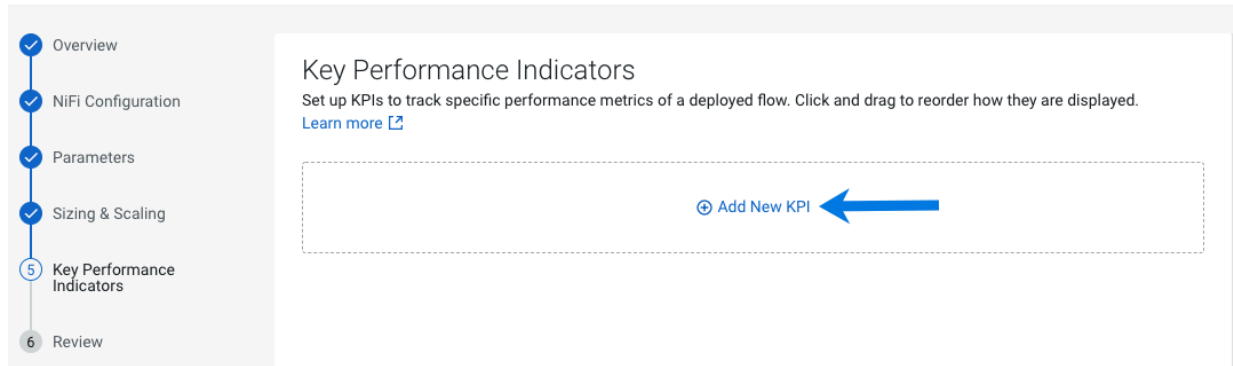 Overview
NiFi Configuration
Parameters
Sizing & Scaling
5 Key Performance
Indicators
6 Review
Key Performance Indicators
Set up KPIs to track specific performance metrics of a deployed flow. Click and drag to reorder how they are displayed.
Learn more
Add New KPI